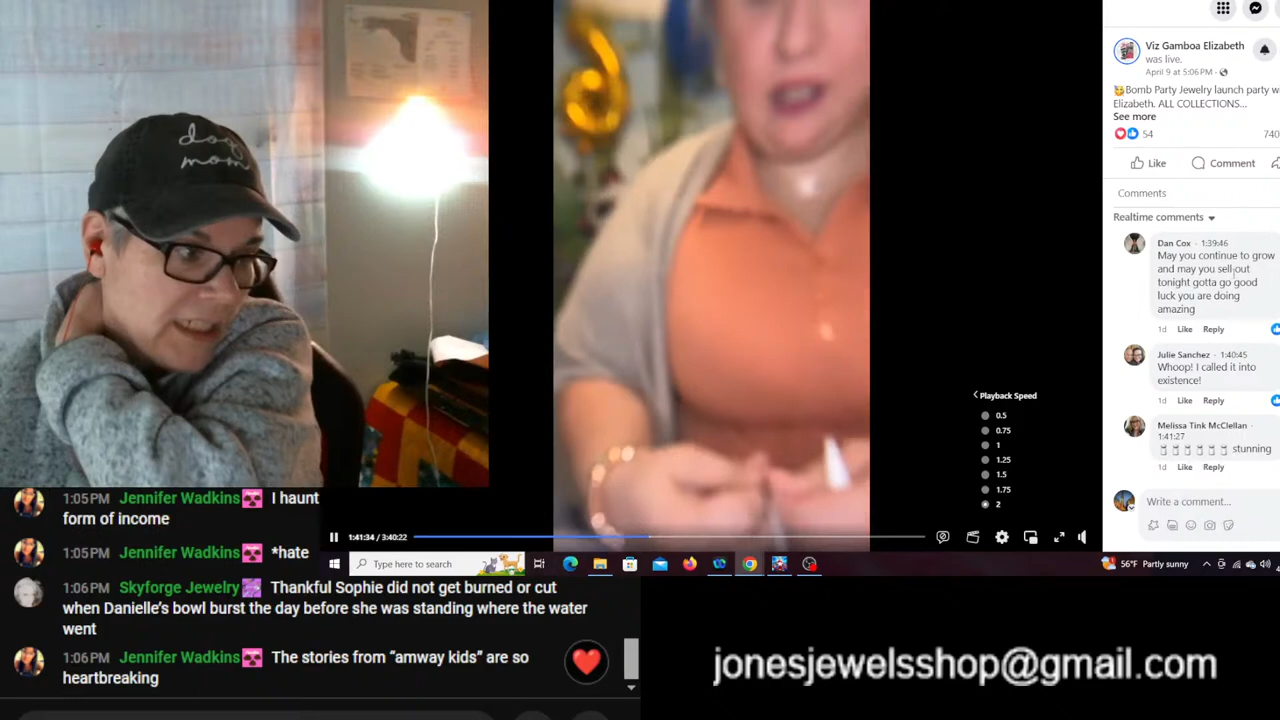 dog
mom
Viz Gamboa Elizabeth
was live.
April 9 at 5:06 PM ·
Bomb Party Jewelry launch party w
Elizabeth. ALL COLLECTIONS...
See more
54
740
Like
Comment
Comments
Realtime comments
Dan Cox · 1:39:46
May you continue to grow
and may you sell out
tonight gotta go good
luck you are doing
amazing
1d Like Reply
Julie Sanchez · 1:40:45
Whoop! I called it into
existence!
1d Like Reply
Melissa Tink McClellan ·
1:41:27
stunning
1d Like Reply
Write a comment...
Playback Speed
0.5
0.75
1
1.25
1.5
1.75
2
1:41:34 / 3:40:22
Type here to search
56°F Partly sunny
1:05 PM Jennifer Wadkins I haunt
form of income
1:05 PM Jennifer Wadkins *hate
1:06 PM Skyforge Jewelry Thankful Sophie did not get burned or cut
when Danielle's bowl burst the day before she was standing where the water
went
1:06 PM Jennifer Wadkins The stories from “amway kids” are so
heartbreaking
jonesjewelsshop@gmail.com